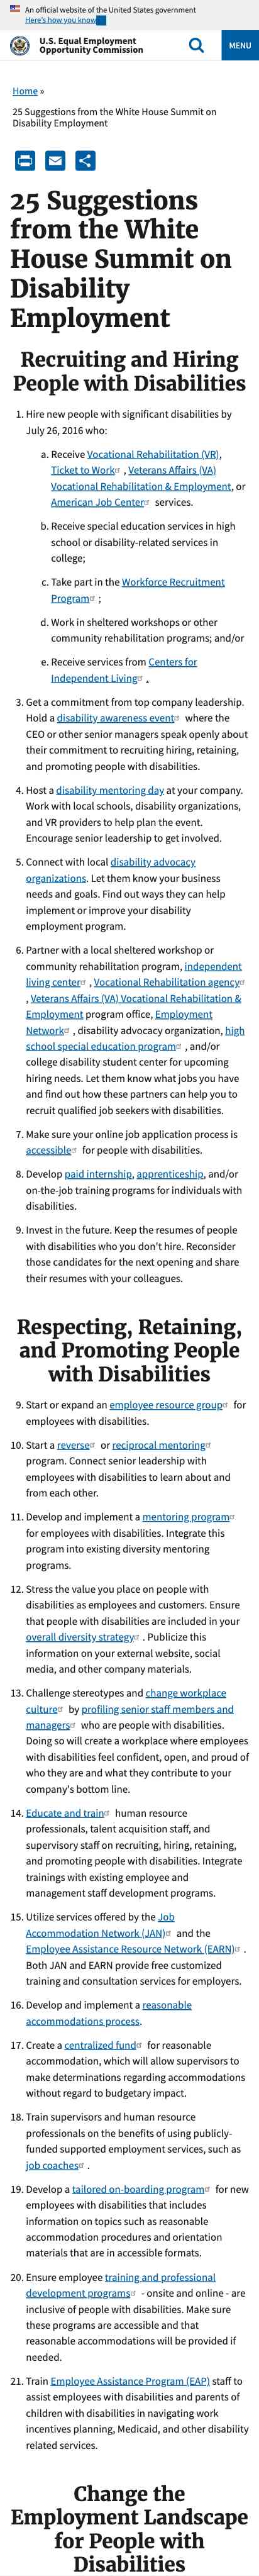 An official website of the United States government
Here's how you know
U.S. Equal Employment
Opportunity Commission
MENU
Home »
25 Suggestions from the White House Summit on
Disability Employment
25 Suggestions
from the White
House Summit on
Disability
Employment
Recruiting and Hiring
People with Disabilities
1. Hire new people with significant disabilities by
July 26, 2016 who:
a. Receive Vocational Rehabilitation (VR),
Ticket to Work , Veterans Affairs (VA)
Vocational Rehabilitation & Employment, or
American Job Center services.
b. Receive special education services in high
school or disability-related services in
college;
c. Take part in the Workforce Recruitment
Program ;
d. Work in sheltered workshops or other
community rehabilitation programs; and/or
e. Receive services from Centers for
Independent Living .
3. Get a commitment from top company leadership.
Hold a disability awareness event where the
CEO or other senior managers speak openly about
their commitment to recruiting hiring, retaining,
and promoting people with disabilities.
4. Host a disability mentoring day at your company.
Work with local schools, disability organizations,
and VR providers to help plan the event.
Encourage senior leadership to get involved.
5. Connect with local disability advocacy
organizations. Let them know your business
needs and goals. Find out ways they can help
implement or improve your disability
employment program.
6. Partner with a local sheltered workshop or
community rehabilitation program, independent
living center , Vocational Rehabilitation agency
, Veterans Affairs (VA) Vocational Rehabilitation &
Employment program office, Employment
Network , disability advocacy organization, high
school special education program , and/or
college disability student center for upcoming
hiring needs. Let them know what jobs you have
and find out how these partners can help you to
recruit qualified job seekers with disabilities.
7. Make sure your online job application process is
accessible for people with disabilities.
8. Develop paid internship, apprenticeship, and/or
on-the-job training programs for individuals with
disabilities.
9. Invest in the future. Keep the resumes of people
with disabilities who you don't hire. Reconsider
those candidates for the next opening and share
their resumes with your colleagues.
Respecting, Retaining,
and Promoting People
with Disabilities
9. Start or expand an employee resource group for
employees with disabilities.
10. Start a reverse or reciprocal mentoring
program. Connect senior leadership with
employees with disabilities to learn about and
from each other.
11. Develop and implement a mentoring program
for employees with disabilities. Integrate this
program into existing diversity mentoring
programs.
12. Stress the value you place on people with
disabilities as employees and customers. Ensure
that people with disabilities are included in your
overall diversity strategy . Publicize this
information on your external website, social
media, and other company materials.
13. Challenge stereotypes and change workplace
culture by profiling senior staff members and
managers who are people with disabilities.
Doing so will create a workplace where employees
with disabilities feel confident, open, and proud of
who they are and what they contribute to your
company's bottom line.
14. Educate and train human resource
professionals, talent acquisition staff, and
supervisory staff on recruiting, hiring, retaining,
and promoting people with disabilities. Integrate
trainings with existing employee and
management staff development programs.
15. Utilize services offered by the Job
Accommodation Network (JAN) and the
Employee Assistance Resource Network (EARN) .
Both JAN and EARN provide free customized
training and consultation services for employers.
16. Develop and implement a reasonable
accommodations process.
17. Create a centralized fund for reasonable
accommodation, which will allow supervisors to
make determinations regarding accommodations
without regard to budgetary impact.
18. Train supervisors and human resource
professionals on the benefits of using publicly-
funded supported employment services, such as
job coaches .
19. Develop a tailored on-boarding program for new
employees with disabilities that includes
information on topics such as reasonable
accommodation procedures and orientation
materials that are in accessible formats.
20. Ensure employee training and professional
development programs - onsite and online - are
inclusive of people with disabilities. Make sure
these programs are accessible and that
reasonable accommodations will be provided if
needed.
21. Train Employee Assistance Program (EAP) staff to
assist employees with disabilities and parents of
children with disabilities in navigating work
incentives planning, Medicaid, and other disability
related services.
Change the
Employment Landscape
for People with
Disabilities